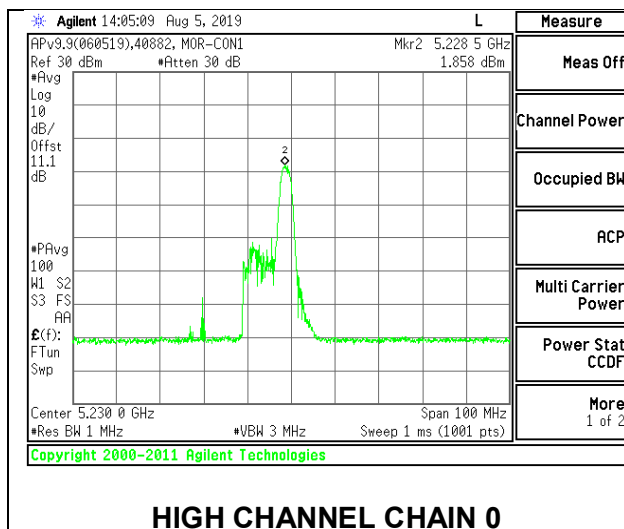 Agilent 14:05:09 Aug 5, 2019 L
Measure
APv9.9(060519),40882, MOR-CON1 Mkr2 5.228 5 GHz
Ref 30 dBm #Atten 30 dB 1.858 dBm
#Avg
Log
10
dB/
Offst
11.1
dB
2
#PAvg
100
W1 S2
S3 FS
AA
£(f):
FTun
Swp
Center 5.230 0 GHz Span 100 MHz
#Res BW 1 MHz #VBW 3 MHz Sweep 1 ms (1001 pts)
Copyright 2000-2011 Agilent Technologies
Meas Off
Channel Power
Occupied BW
ACP
Multi Carrier
Power
Power Stat
CCDF
More
1 of 2
HIGH CHANNEL CHAIN 0